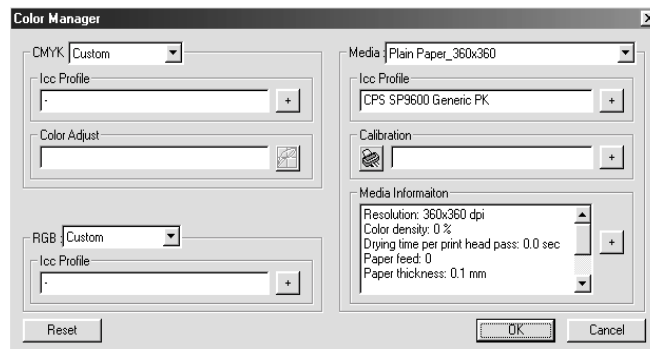 Color Manager
CMYK Custom
Icc Profile
-
+
Color Adjust
RGB : Custom
Icc Profile
-
+
Media : Plain Paper_360x360
Icc Profile
CPS SP9600 Generic PK
+
Calibration
+
Media Informaiton
Resolution: 360x360 dpi
Color density: 0 %
Drying time per print head pass: 0.0 sec
Paper feed: 0
Paper thickness: 0.1 mm
+
Reset
OK
Cancel